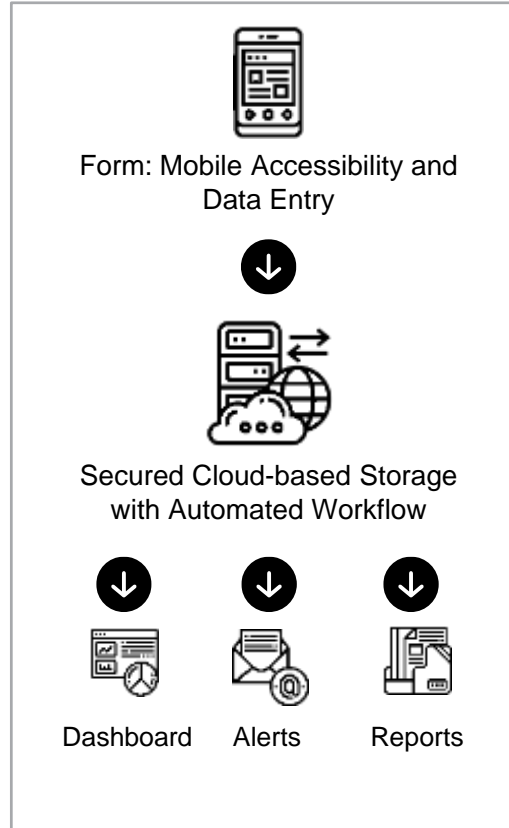 Form: Mobile Accessibility and
Data Entry
Secured Cloud-based Storage
with Automated Workflow
Dashboard
Alerts
Reports